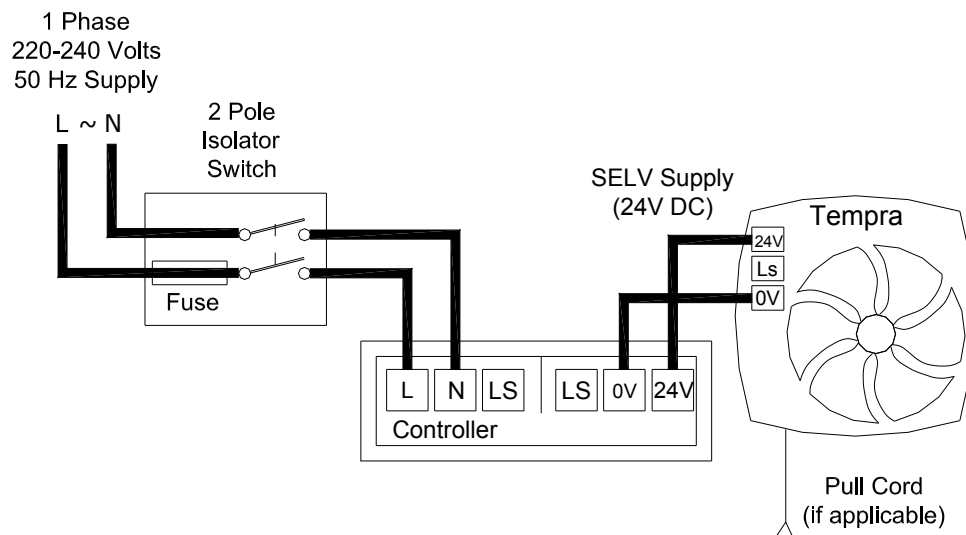 1 Phase
220-240 Volts
50 Hz Supply
L ~ N
2 Pole
Isolator
Switch
Fuse
SELV Supply
(24V DC)
Tempra
24V
Ls
0V
L N LS LS 0V 24V
Controller
Pull Cord
(if applicable)